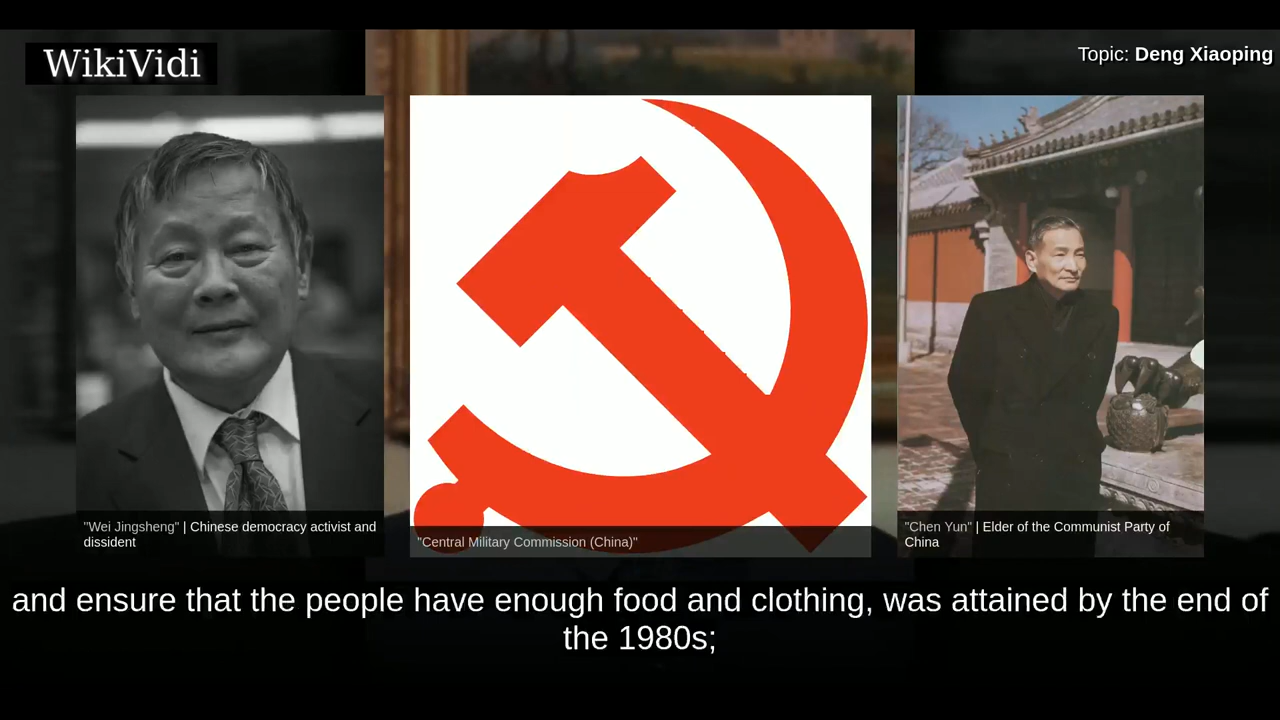 WikiVidi
Topic: Deng Xiaoping
"Wei Jingsheng" | Chinese democracy activist and
dissident
"Central Military Commission (China)"
"Chen Yun" | Elder of the Communist Party of
China
and ensure that the people have enough food and clothing, was attained by the end of
the 1980s;